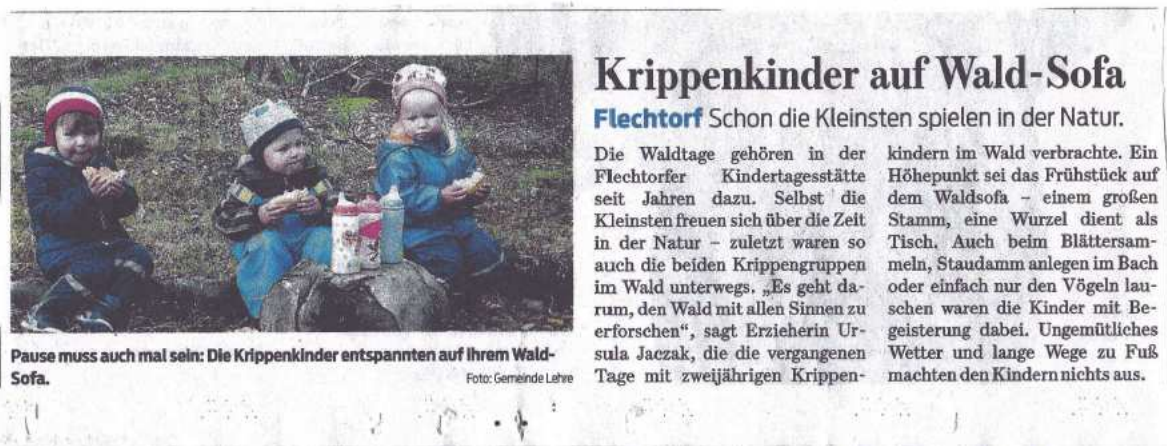 Krippenkinder auf Wald-Sofa
Flechtorf Schon die Kleinsten spielen in der Natur.
Die Waldtage gehören in der
Flechtorfer Kindertagesstätte
seit Jahren dazu. Selbst die
Kleinsten freuen sich über die Zeit
in der Natur – zuletzt waren so
auch die beiden Krippengruppen
im Wald unterwegs. „Es geht da-
rum, den Wald mit allen Sinnen zu
erforschen“, sagt Erzieherin Ur-
sula Jaczak, die die vergangenen
Tage mit zweijährigen Krippen-
kindern im Wald verbrachte. Ein
Höhepunkt sei das Frühstück auf
dem Waldsofa – einem großen
Stamm, eine Wurzel dient als
Tisch. Auch beim Blättersam-
meln, Staudamm anlegen im Bach
oder einfach nur den Vögeln lau-
schen waren die Kinder mit Be-
geisterung dabei. Ungemütliches
Wetter und lange Wege zu Fuß
machten den Kindern nichts aus.
Pause muss auch mal sein: Die Krippenkinder entspannten auf ihrem Wald-
Sofa.
Foto: Gemeinde Lehre